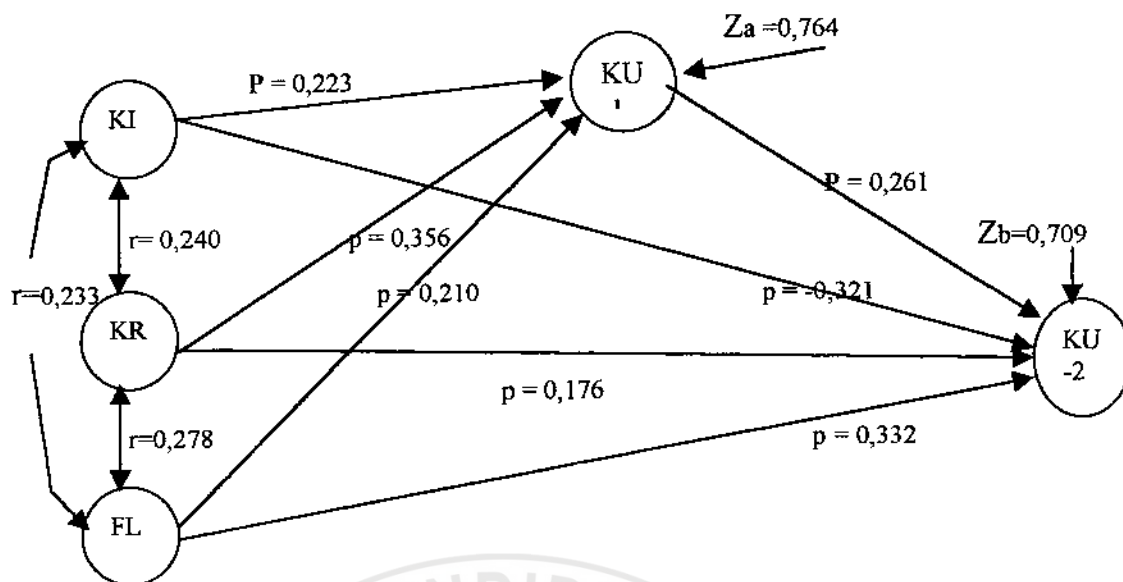 Za =0,764
P = 0,223
KU
1
KI
P = 0,261
r= 0,240
p = 0,356
Zb=0,709
r=0,233
p = 0,210
p = -0,321
KR
KU
-2
p = 0,176
r=0,278
p = 0,332
FL